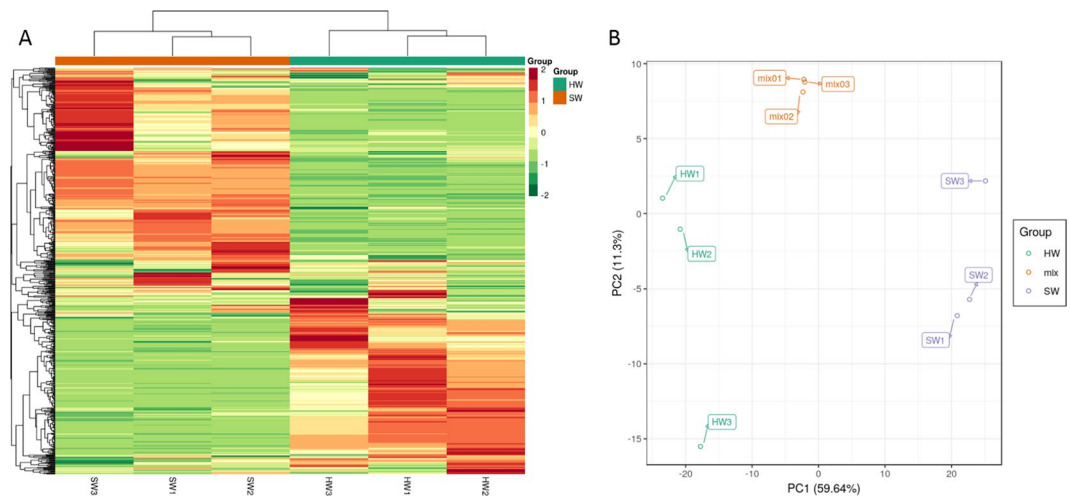 A
B
Group
2
1
0
-1
-2
Group
HW
SW
SW3
SW1
SW2
HW3
HW1
HW2
10
5
0
-5
-10
-15
PC2 (11.3%)
mix01
mix03
mix02
HW1
SW3
HW2
SW2
SW1
HW3
-20
-10
0
10
20
PC1 (59.64%)
Group
HW
mix
SW